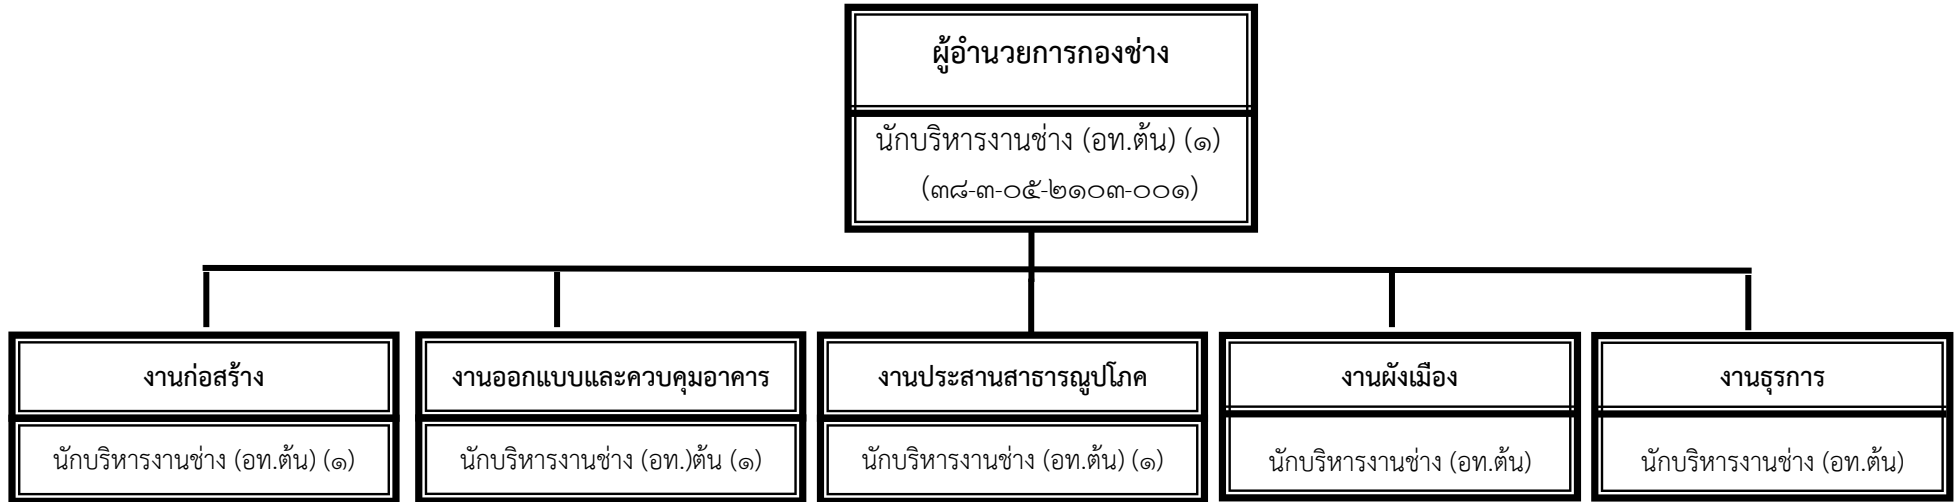 ผู้อำนวยการกองช่าง
นักบริหารงานช่าง (อท.ต้น) (๑)
(๓๘-๓-๐๕-๒๑๐๓-๐๐๑)
งานก่อสร้าง
นักบริหารงานช่าง (อท.ต้น) (๑)
งานออกแบบและควบคุมอาคาร
นักบริหารงานช่าง (อท.)ต้น (๑)
งานประสานสาธารณูปโภค
นักบริหารงานช่าง (อท.ต้น) (๑)
งานผังเมือง
นักบริหารงานช่าง (อท.ต้น)
งานธุรการ
นักบริหารงานช่าง (อท.ต้น)